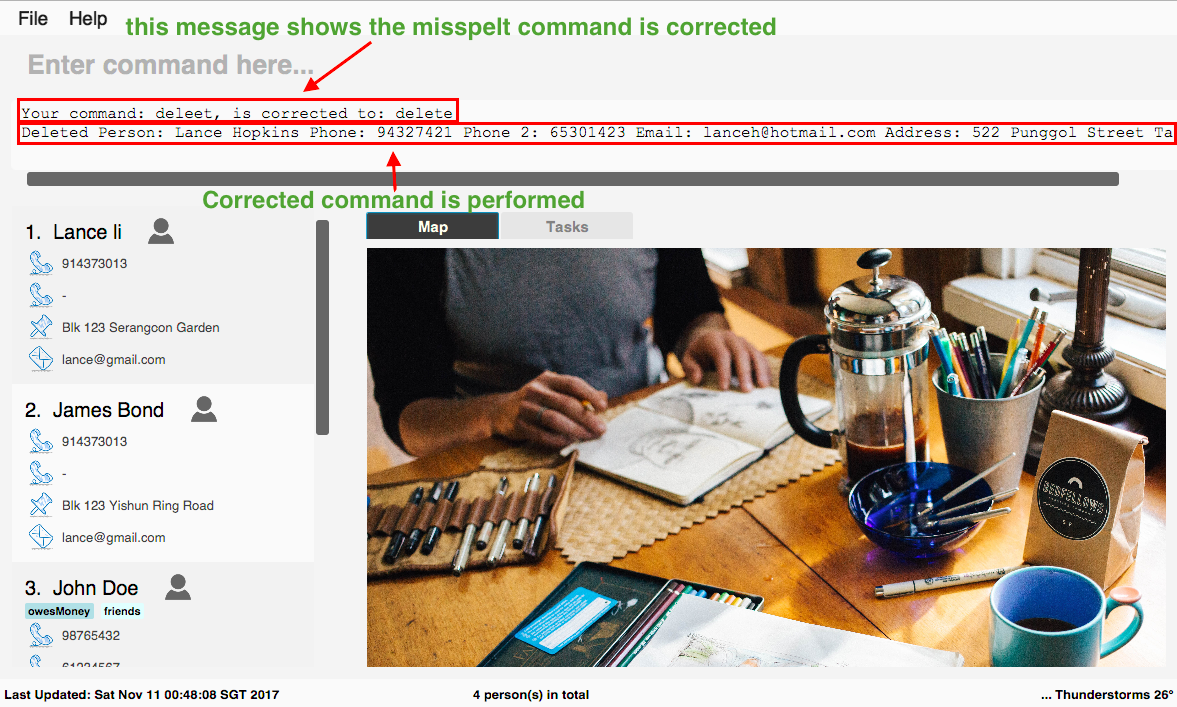 File Help
this message shows the misspelt command is corrected
Enter command here...
Your command: deleet, is corrected to: delete
Deleted Person: Lance Hopkins Phone: 94327421 Phone 2: 65301423 Email: lanceh@hotmail.com Address: 522 Punggol Street Ta
Corrected command is performed
1. Lance li
914373013
-
Blk 123 Serangoon Garden
lance@gmail.com
2. James Bond
914373013
-
Blk 123 Yishun Ring Road
lance@gmail.com
3. John Doe
owesMoney friends
98765432
61234567
Map Tasks
BEDFELLOWS
Last Updated: Sat Nov 11 00:48:08 SGT 2017
4 person(s) in total
... Thunderstorms 26°